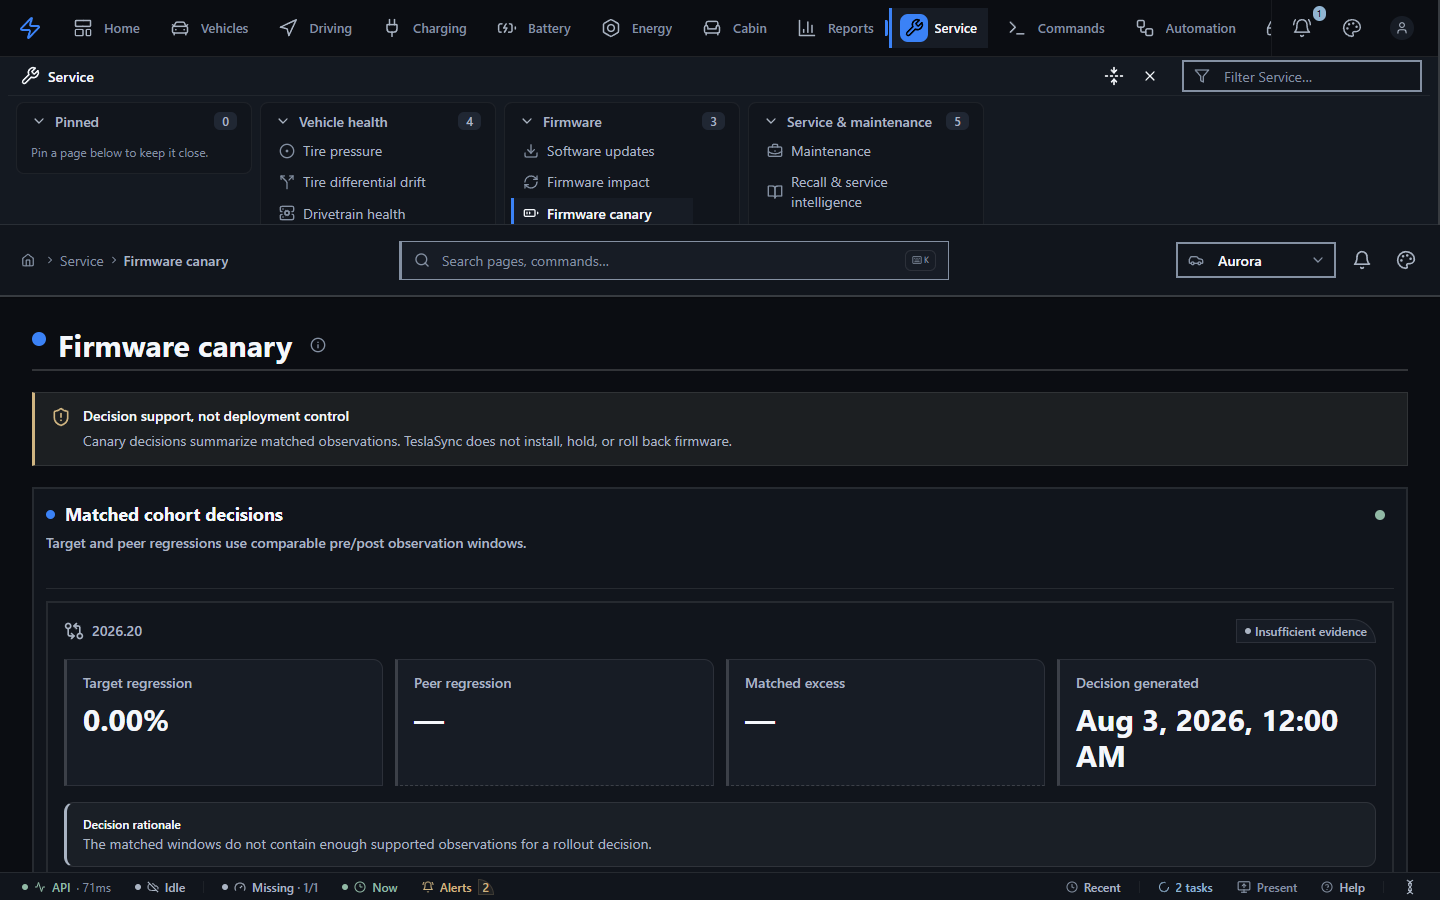 Home
Vehicles
Driving
Charging
Battery
Energy
Cabin
Reports
Service
Commands
Automation
1
Service
Filter Service...
Pinned 0
Pin a page below to keep it close.
Vehicle health 4
Tire pressure
Tire differential drift
Drivetrain health
Firmware 3
Software updates
Firmware impact
Firmware canary
Service & maintenance 5
Maintenance
Recall & service
intelligence
Service
Firmware canary
Search pages, commands...
K
Aurora
Firmware canary
Decision support, not deployment control
Canary decisions summarize matched observations. TeslaSync does not install, hold, or roll back firmware.
Matched cohort decisions
Target and peer regressions use comparable pre/post observation windows.
2026.20
Insufficient evidence
Target regression
0.00%
Peer regression
—
Matched excess
—
Decision generated
Aug 3, 2026, 12:00
AM
Decision rationale
The matched windows do not contain enough supported observations for a rollout decision.
API · 71ms
Idle
Missing · 1/1
Now
Alerts 2
Recent
2 tasks
Present
Help